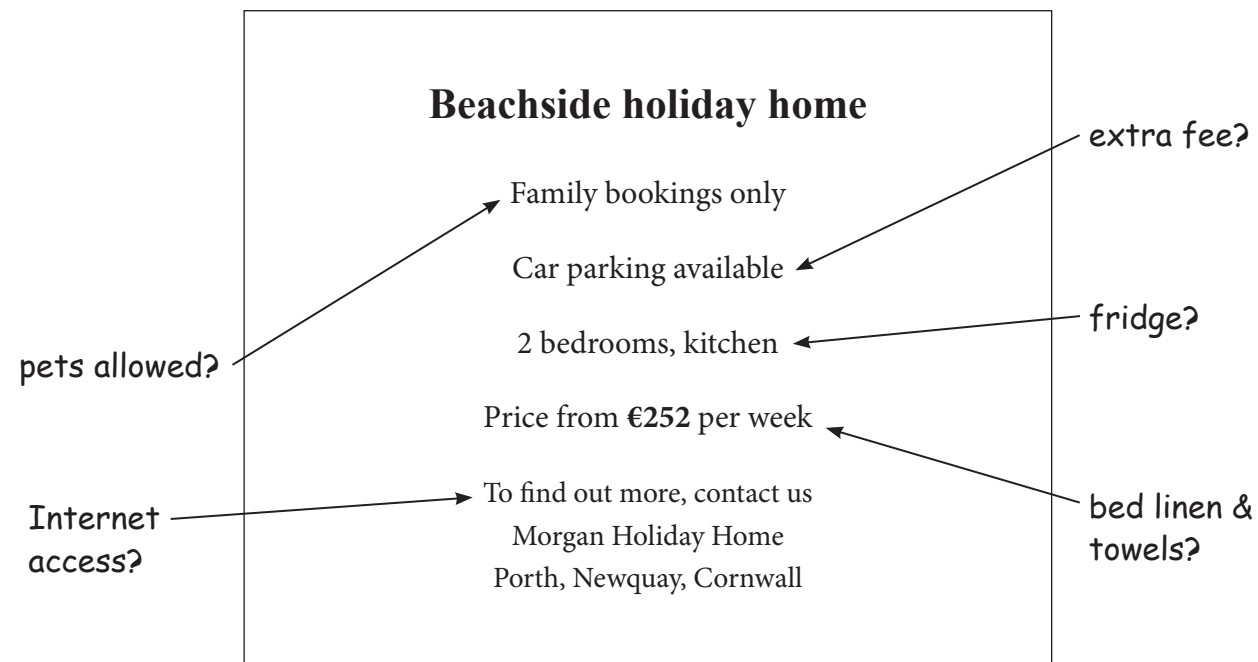 Beachside holiday home
extra fee?
Family bookings only
Car parking available
fridge?
2 bedrooms, kitchen
pets allowed?
Price from €252 per week
To find out more, contact us
Internet
access?
bed linen &
towels?
Morgan Holiday Home
Porth, Newquay, Cornwall